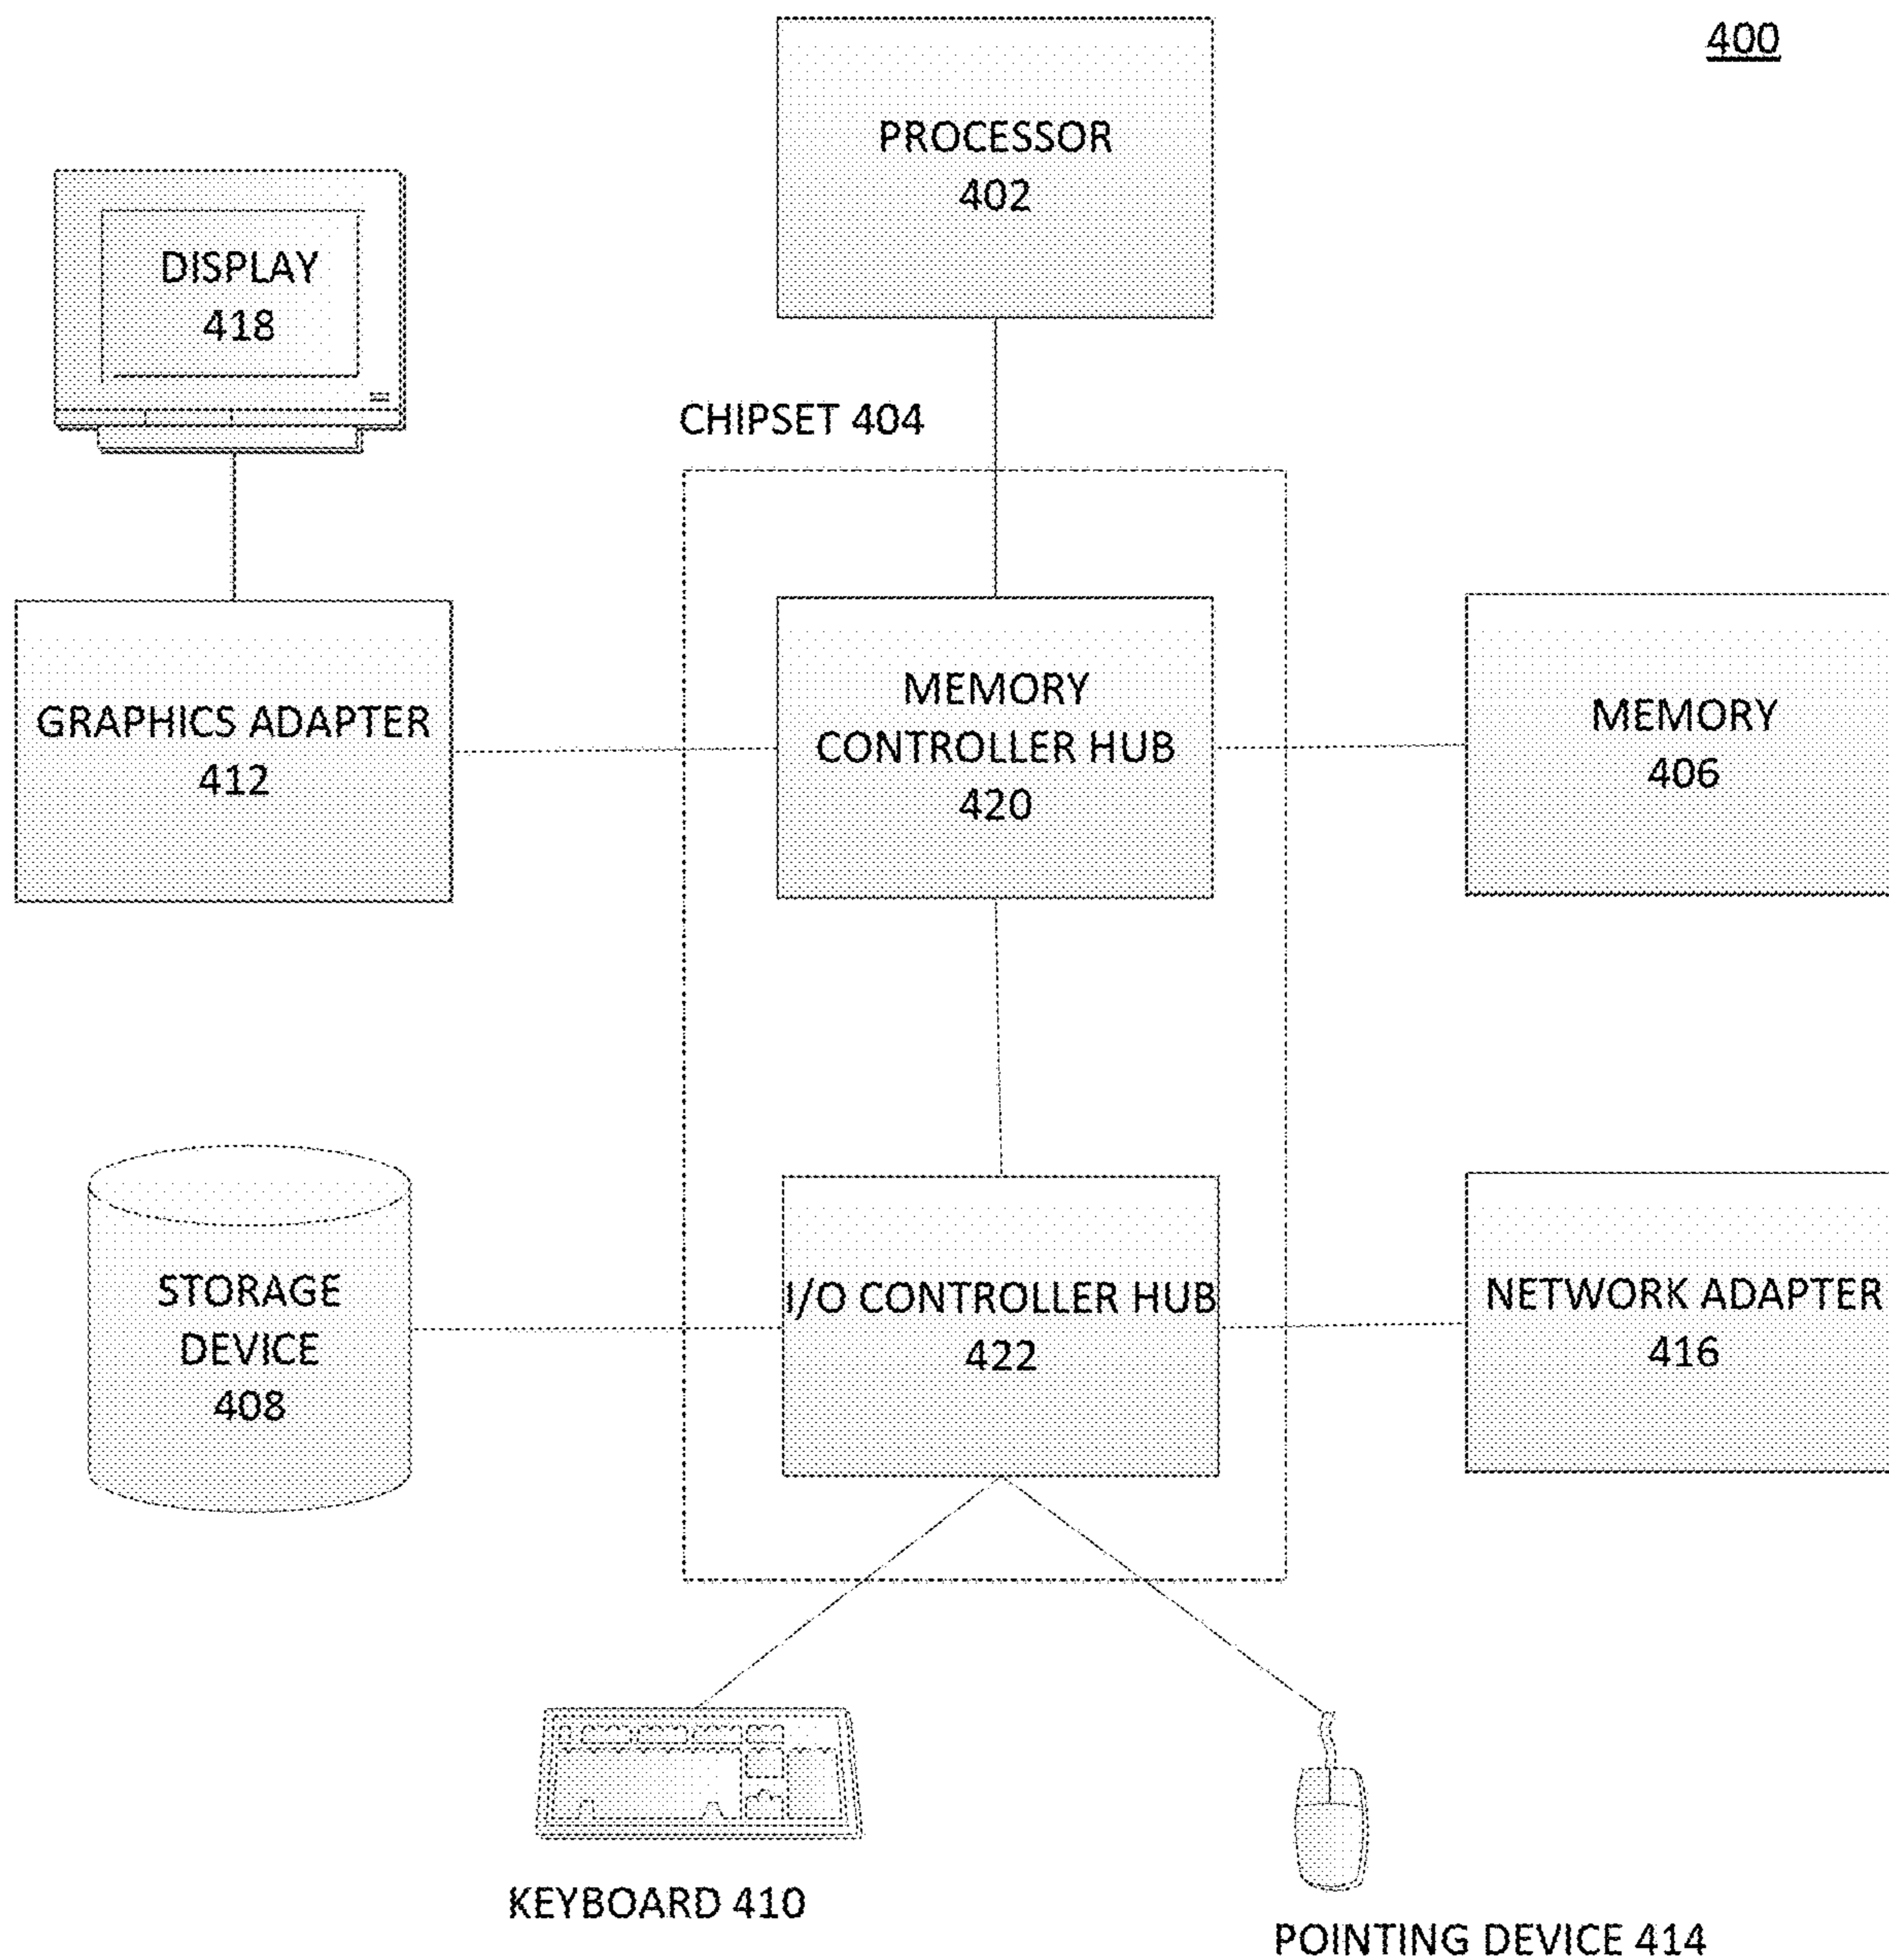 400
PROCESSOR
402
DISPLAY
418
CHIPSET 404
GRAPHICS ADAPTER
412
MEMORY
CONTROLLER HUB
420
MEMORY
406
STORAGE
DEVICE
408
I/O CONTROLLER HUB
422
NETWORK ADAPTER
416
KEYBOARD 410
POINTING DEVICE 414